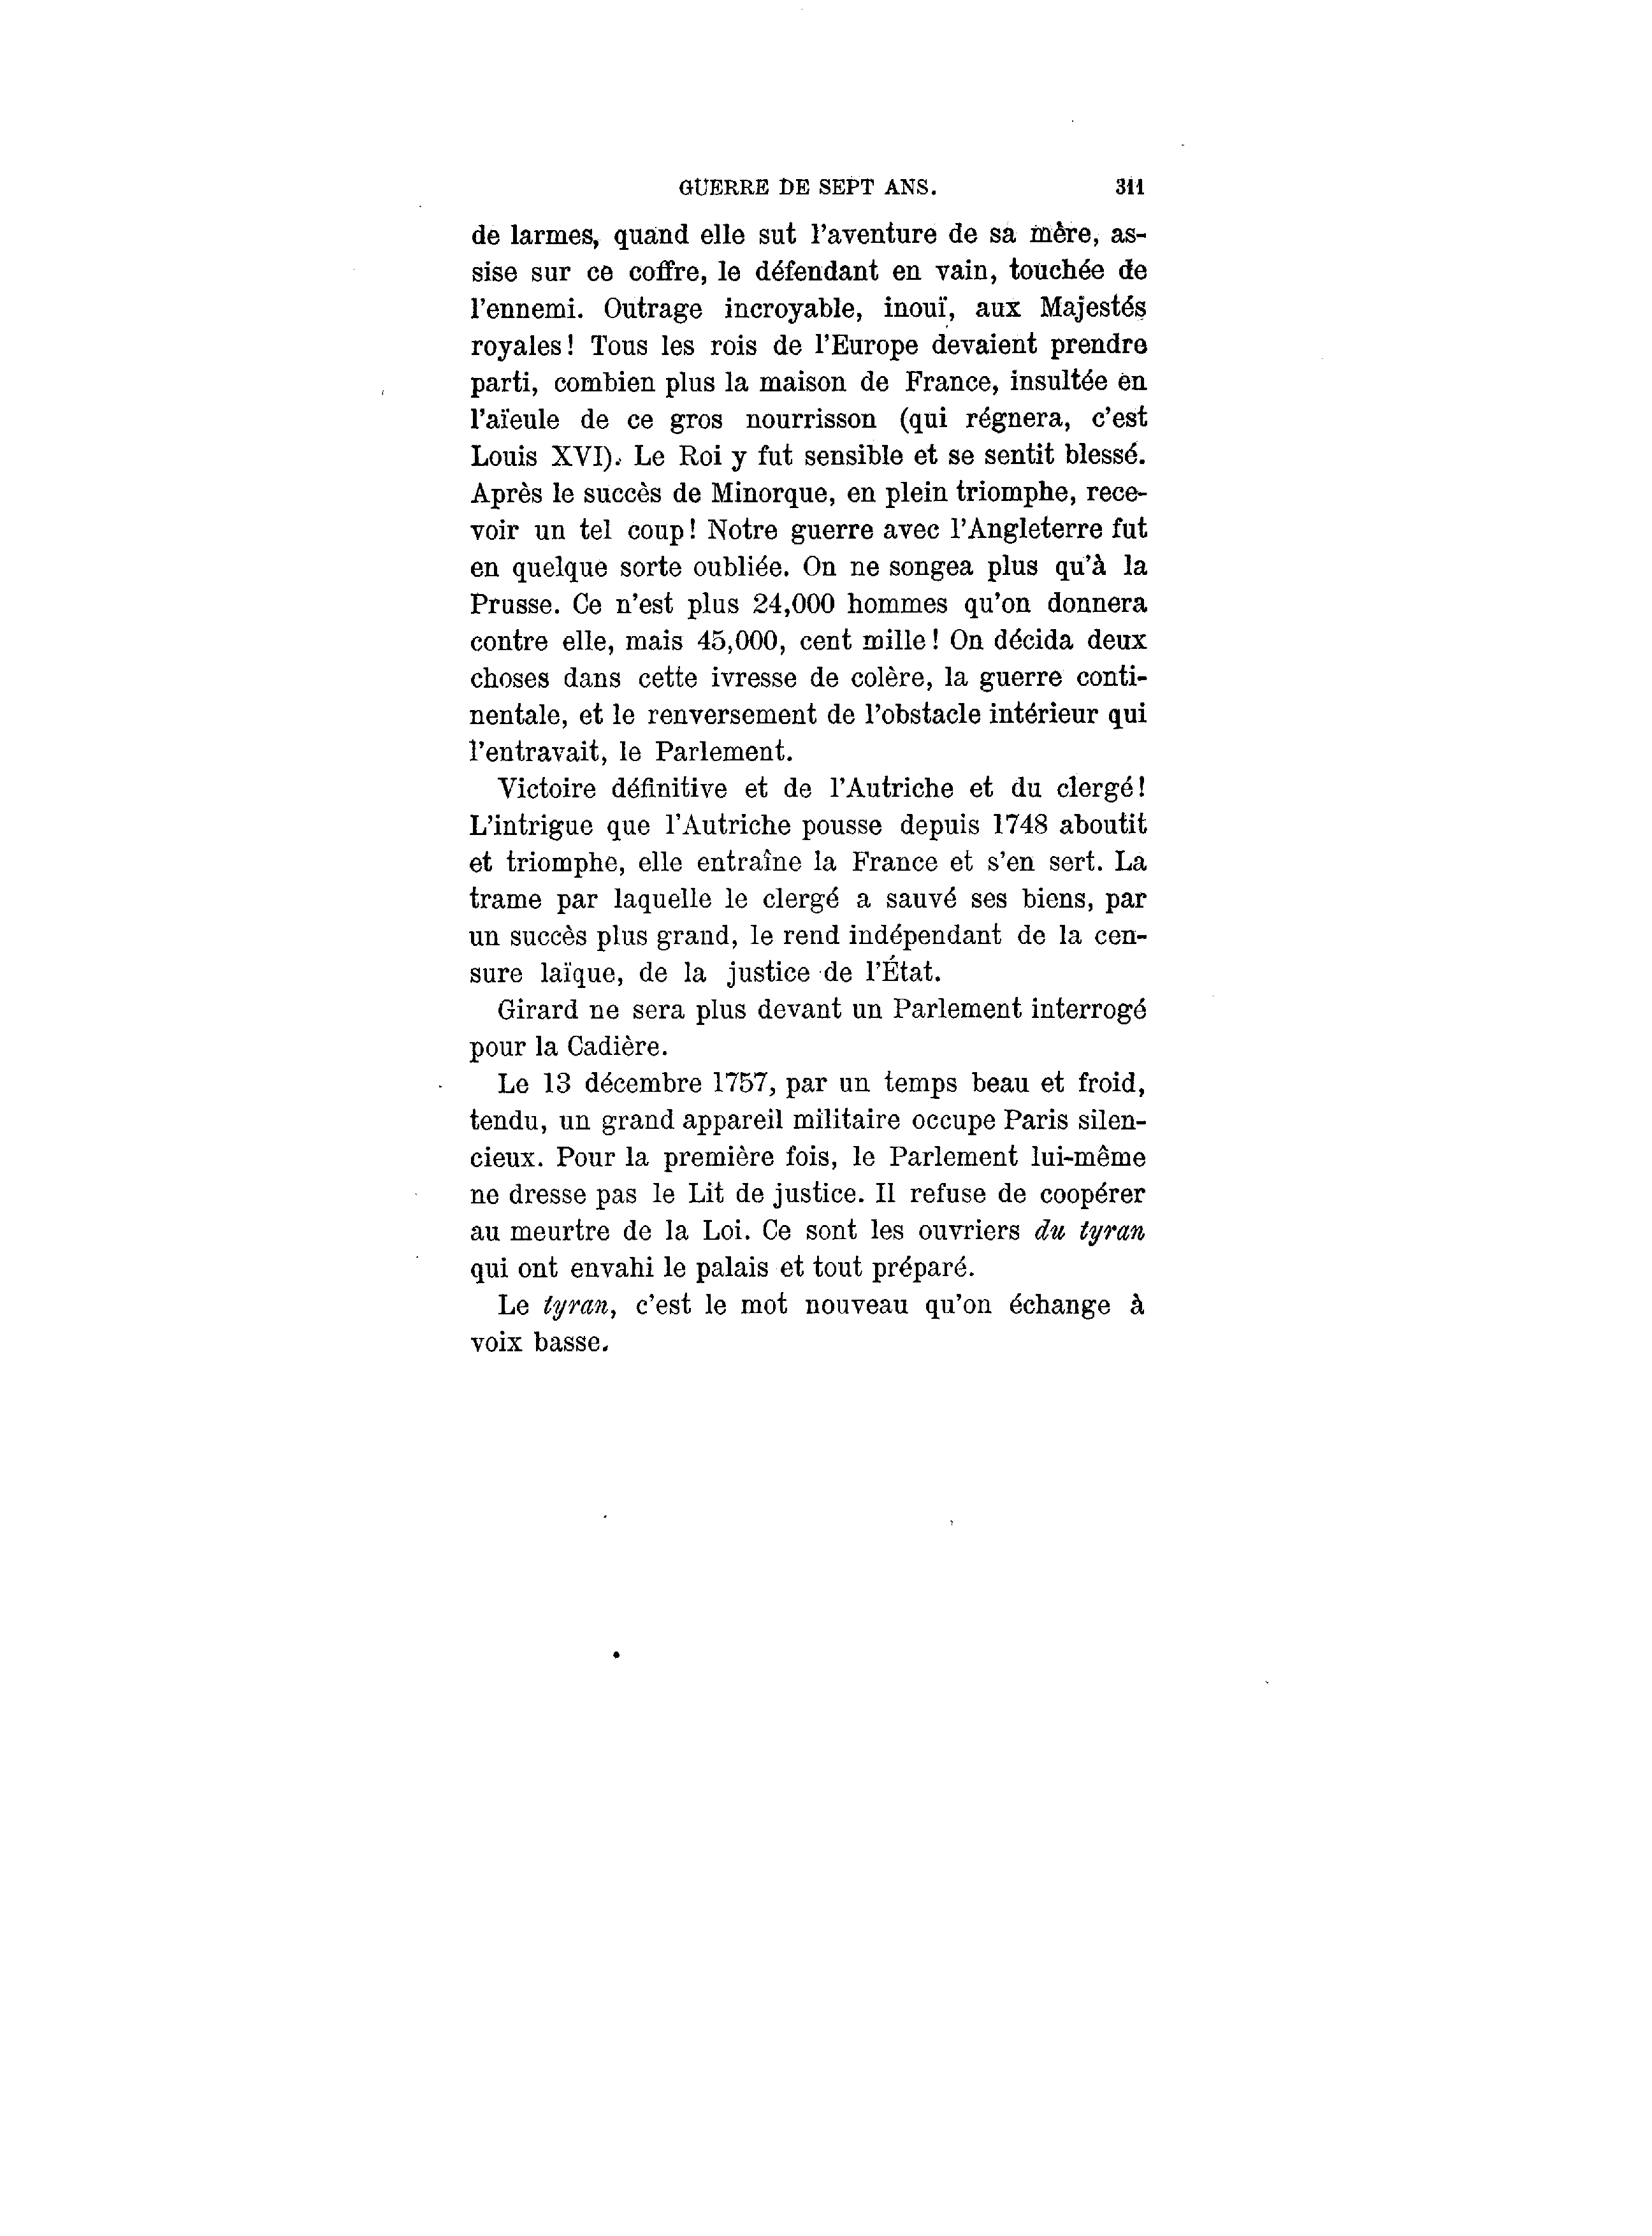 GUERRE DE SEPT ANS. 311
de larmes, quand elle sut l'aventure de sa mère, as-
sise sur ce coffre, le défendant en vain, touchée de
l'ennemi. Outrage incroyable, inouï, aux Majestés
royales! Tous les rois de l'Europe devaient prendre
parti, combien plus la maison de France, insultée en
l'aïeule de ce gros nourrisson (qui régnera, c'est
Louis XVI). Le Roi y fut sensible et se sentit blessé.
Après le succès de Minorque, en plein triomphe, rece-
voir un tel coup! Notre guerre avec l'Angleterre fut
en quelque sorte oubliée. On ne songea plus qu'à la
Prusse. Ce n'est plus 24,000 hommes qu'on donnera
contre elle, mais 45,000, cent mille! On décida deux
choses dans cette ivresse de colère, la guerre conti-
nentale, et le renversement de l'obstacle intérieur qui
l'entravait, le Parlement.
Victoire définitive et de l'Autriche et du clergé!
L'intrigue que l'Autriche pousse depuis 1748 aboutit
et triomphe, elle entraîne la France et s'en sert. La
trame par laquelle le clergé a sauvé ses biens, par
un succès plus grand, le rend indépendant de la cen-
sure laïque, de la justice de l'État.
Girard ne sera plus devant un Parlement interrogé
pour la Cadière.
Le 13 décembre 1757, par un temps beau et froid,
tendu, un grand appareil militaire occupe Paris silen-
cieux. Pour la première fois, le Parlement lui-même
ne dresse pas le Lit de justice. Il refuse de coopérer
au meurtre de la Loi. Ce sont les ouvriers du tyran
qui ont envahi le palais et tout préparé.
Le tyran, c'est le mot nouveau qu'on échange à
voix basse.